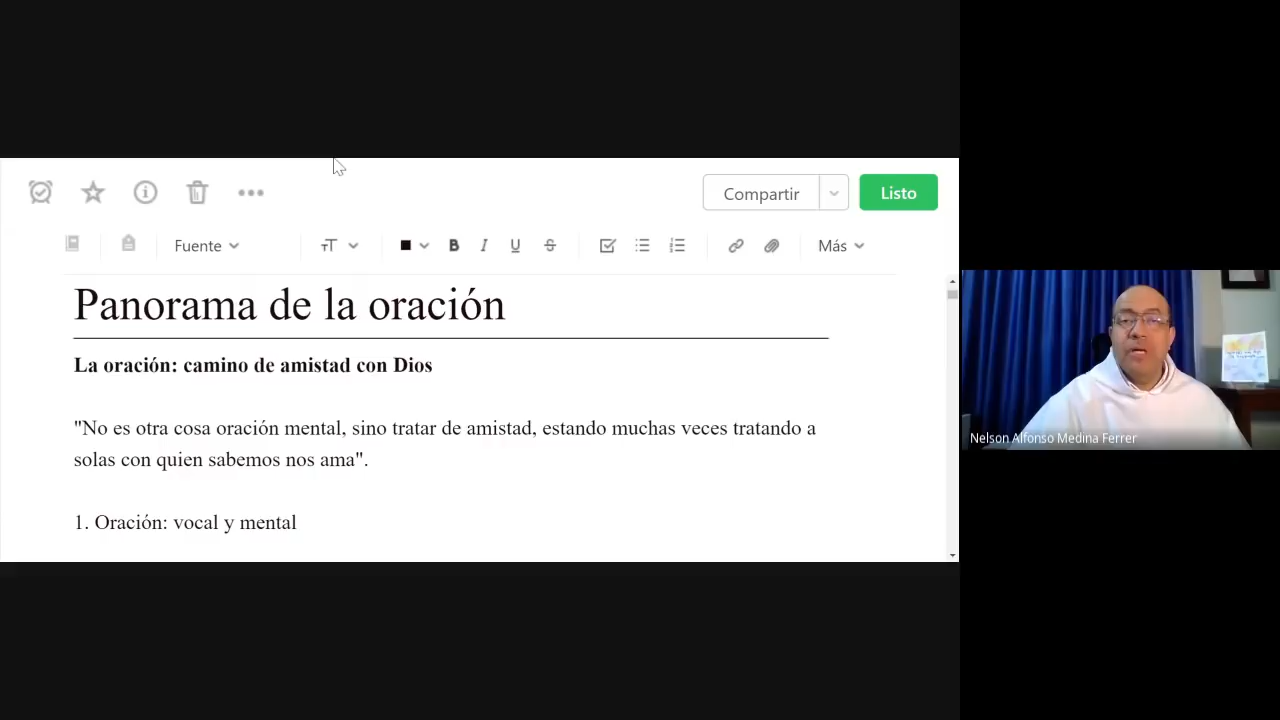 Compartir
Listo
Fuente
Más
Panorama de la oración
La oración: camino de amistad con Dios
"No es otra cosa oración mental, sino tratar de amistad, estando muchas veces tratando a
solas con quien sabemos nos ama".
1. Oración: vocal y mental
Nelson Alfonso Medina Ferrer